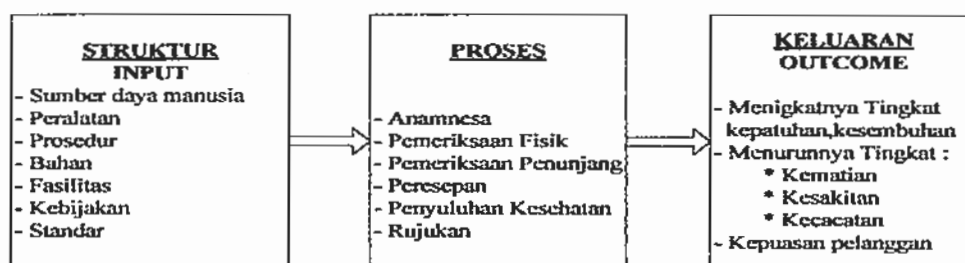 STRUKTUR
INPUT
- Sumber daya manusia
- Peralatan
- Prosedur
- Bahan
- Fasilitas
- Kebijakan
- Standar
PROSES
- Anamnesa
- Pemeriksaan Fisik
- Pemeriksaan Penunjang
- Peresepan
- Penyuluhan Kesehatan
- Rujukan
KELUARAN
OUTCOME
- Menigkatnya Tingkat
kepatuhan,kesembuhan
- Menurunnya Tingkat :
* Kematian
* Kesakitan
* Kecacatan
- Kepuasan pelanggan